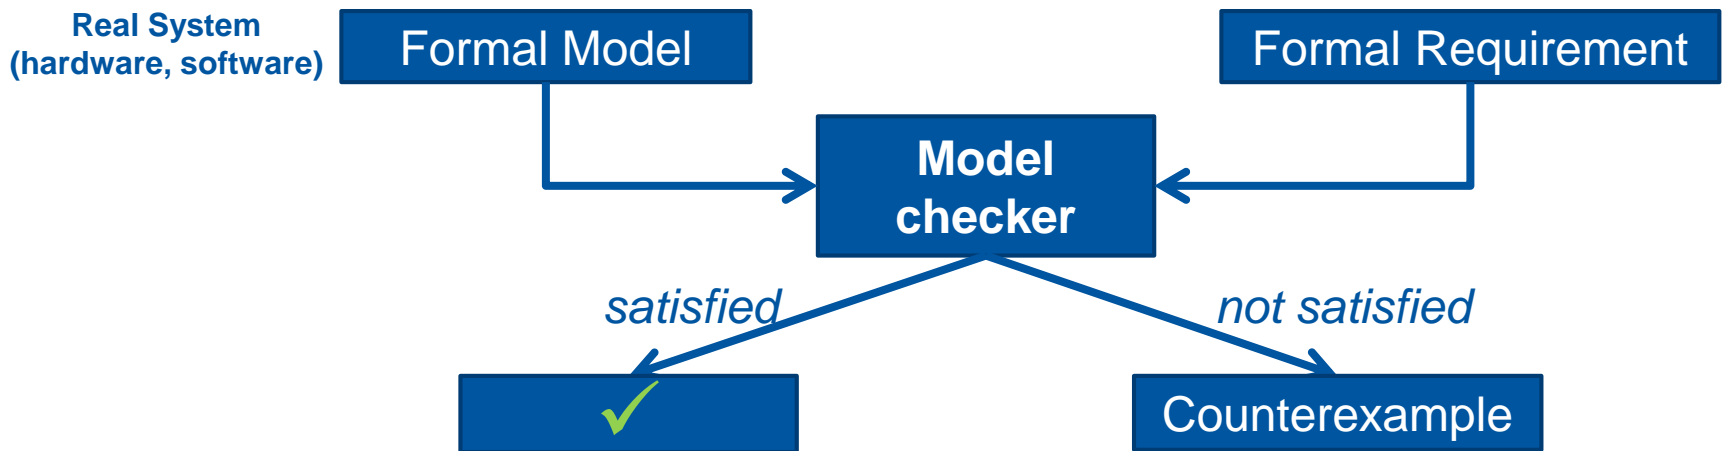 Real System
(hardware, software)
Formal Model
Formal Requirement
Model
checker
satisfied
not satisfied
Counterexample